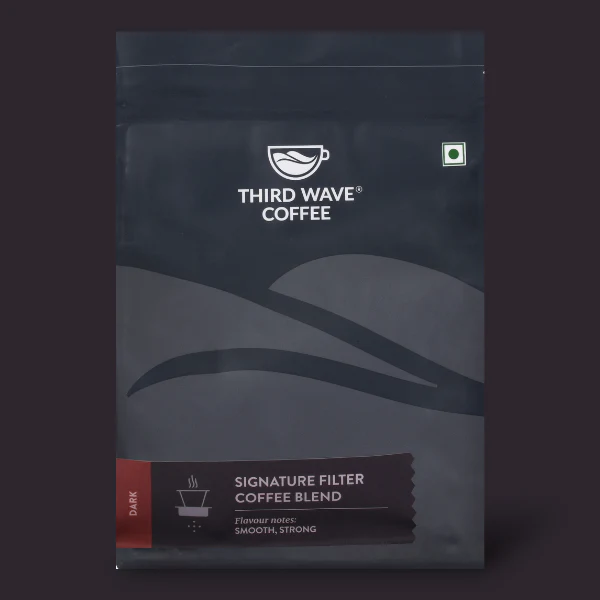 THIRD WAVE®
COFFEE
DARK
SIGNATURE FILTER
COFFEE BLEND
Flavour notes:
SMOOTH, STRONG